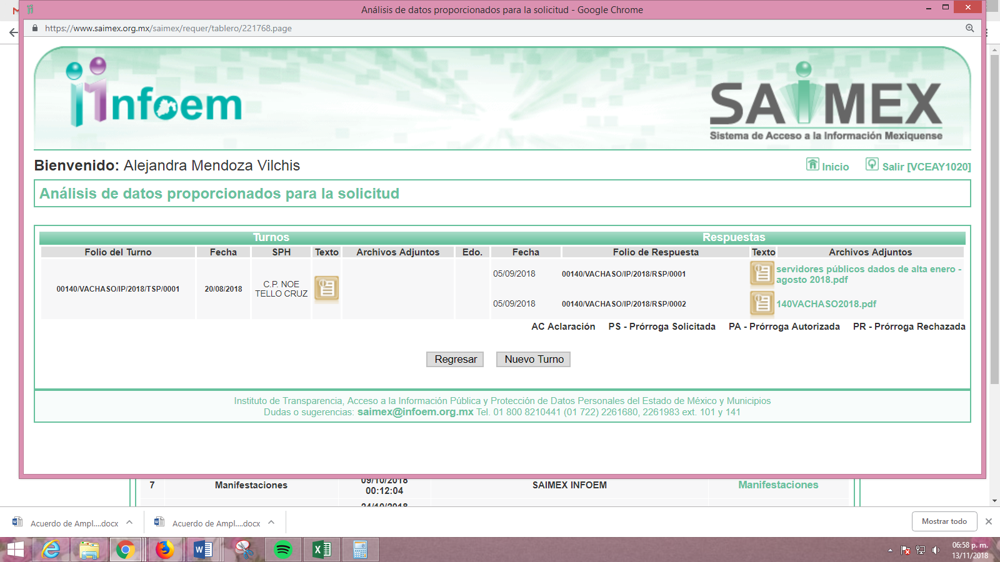 Análisis de datos proporcionados para la solicitud - Google Chrome
https://www.saimex.org.mx/saimex/requer/tablero/221768.page
infoem
SAIMEX
Sistema de Acceso a la Información Mexiquense
Bienvenido: Alejandra Mendoza Vilchis
Inicio Salir [VCEAY1020]
Análisis de datos proporcionados para la solicitud
Turnos Respuestas
Folio del Turno Fecha SPH Texto Archivos Adjuntos Edo. Fecha Folio de Respuesta Texto Archivos Adjuntos
00140/VACHASO/IP/2018/TSP/0001 20/08/2018 C.P. NOE
TELLO CRUZ
05/09/2018 00140/VACHASO/IP/2018/RSP/0001 servidores públicos dados de alta enero -
agosto 2018.pdf
05/09/2018 00140/VACHASO/IP/2018/RSP/0002 140VACHASO2018.pdf
AC Aclaración PS - Prórroga Solicitada PA - Prórroga Autorizada PR - Prórroga Rechazada
Regresar Nuevo Turno
Instituto de Transparencia, Acceso a la Información Pública y Protección de Datos Personales del Estado de México y Municipios
Dudas o sugerencias: saimex@infoem.org.mx Tel. 01 800 8210441 (01 722) 2261680, 2261983 ext. 101 y 141
7 Manifestaciones 09/10/2018
00:12:04 SAIMEX INFOEM Manifestaciones
24/10/2018
Acuerdo de Ampl....docx Acuerdo de Ampl....docx Mostrar todo
06:58 p. m.
13/11/2018